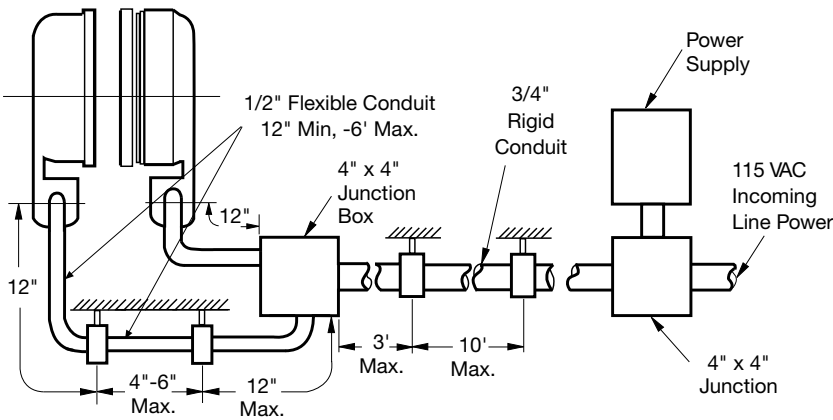 Power
Supply
1/2" Flexible Conduit
12" Min, -6' Max.
3/4"
Rigid
Conduit
4" x 4"
Junction
Box
115 VAC
Incoming
Line Power
12"
12"
3'
Max.
10'
Max.
4"-6"
Max.
12"
Max.
4" x 4"
Junction